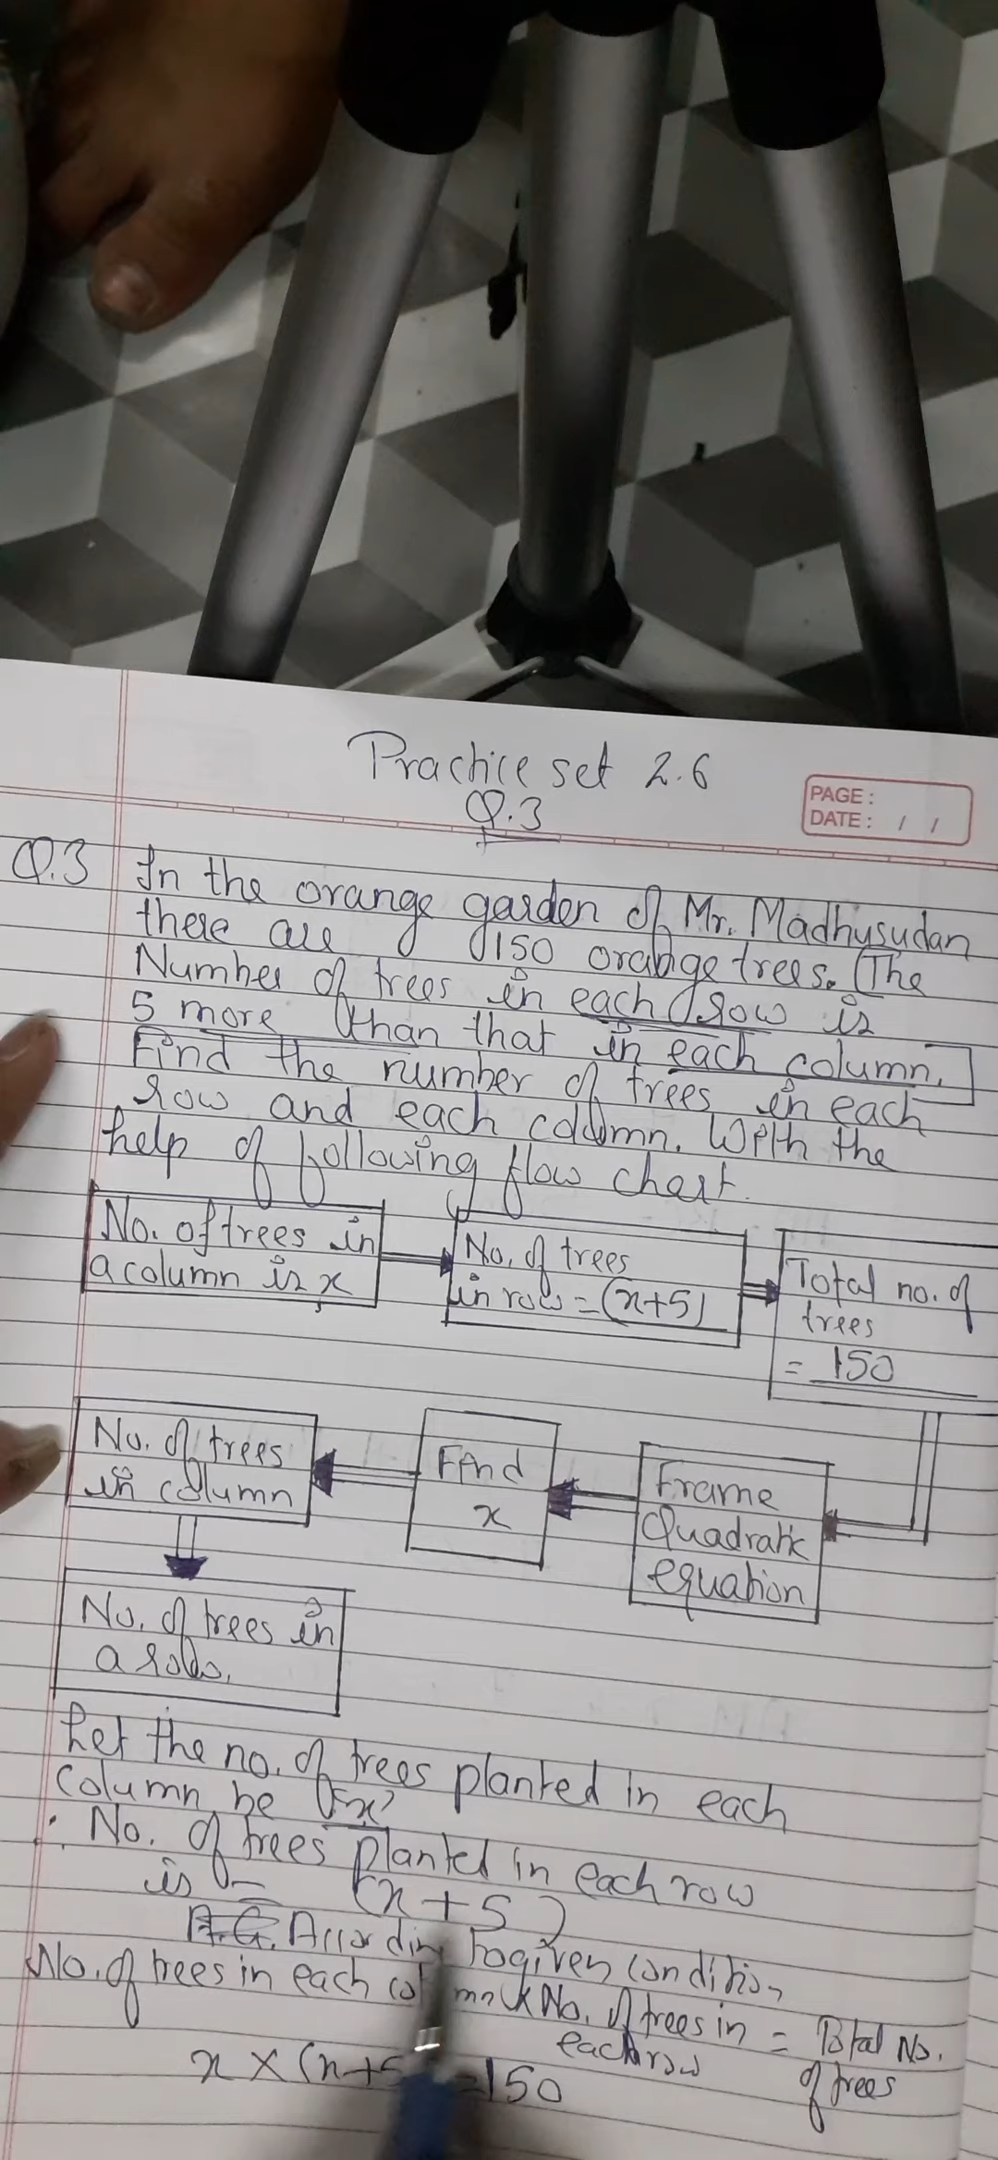 Practice set 2.6
Q.3
PAGE:
DATE: / /
Q.3 In the orange garden of Mr. Madhusudan
there are 150 orange trees. (The
Number of trees in each row is
5 more than that in each column.]
Find the number of trees in each
row and each column. With the
help of following flow chart.
No. of trees in
a column is x
No. of trees
in row = (x+5)
Total no. of
trees
= 150
Frame
Quadratic
equation
Find
x
No. of trees
in column
No. of trees in
a row.
Let the no. of trees planted in each
column be 'x'
∴ No. of trees planted in each row
is = (x+5)
A.G. According to given condition
No. of trees in each column x No. of trees in each row = Total No. of trees
x × (x+5) = 150